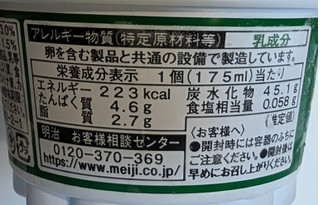 3.0%
1.5%
アレルギー物質(特定原材料等) 乳成分
卵を含む製品と共通の設備で製造しています。
栄養成分表示 1個(175ml)当たり
エネルギー 223kcal 炭水化物 45.1g
たんぱく質 4.6g 食塩相当量 0.058g
脂質 2.7g (推定値)
明治 お客様相談センター
0120-370-369
https://www.meiji.co.jp/
〈お客様へ〉
●開封時には容器のふちに
ご注意ください。●開封後は
早めにお召し上がりください。